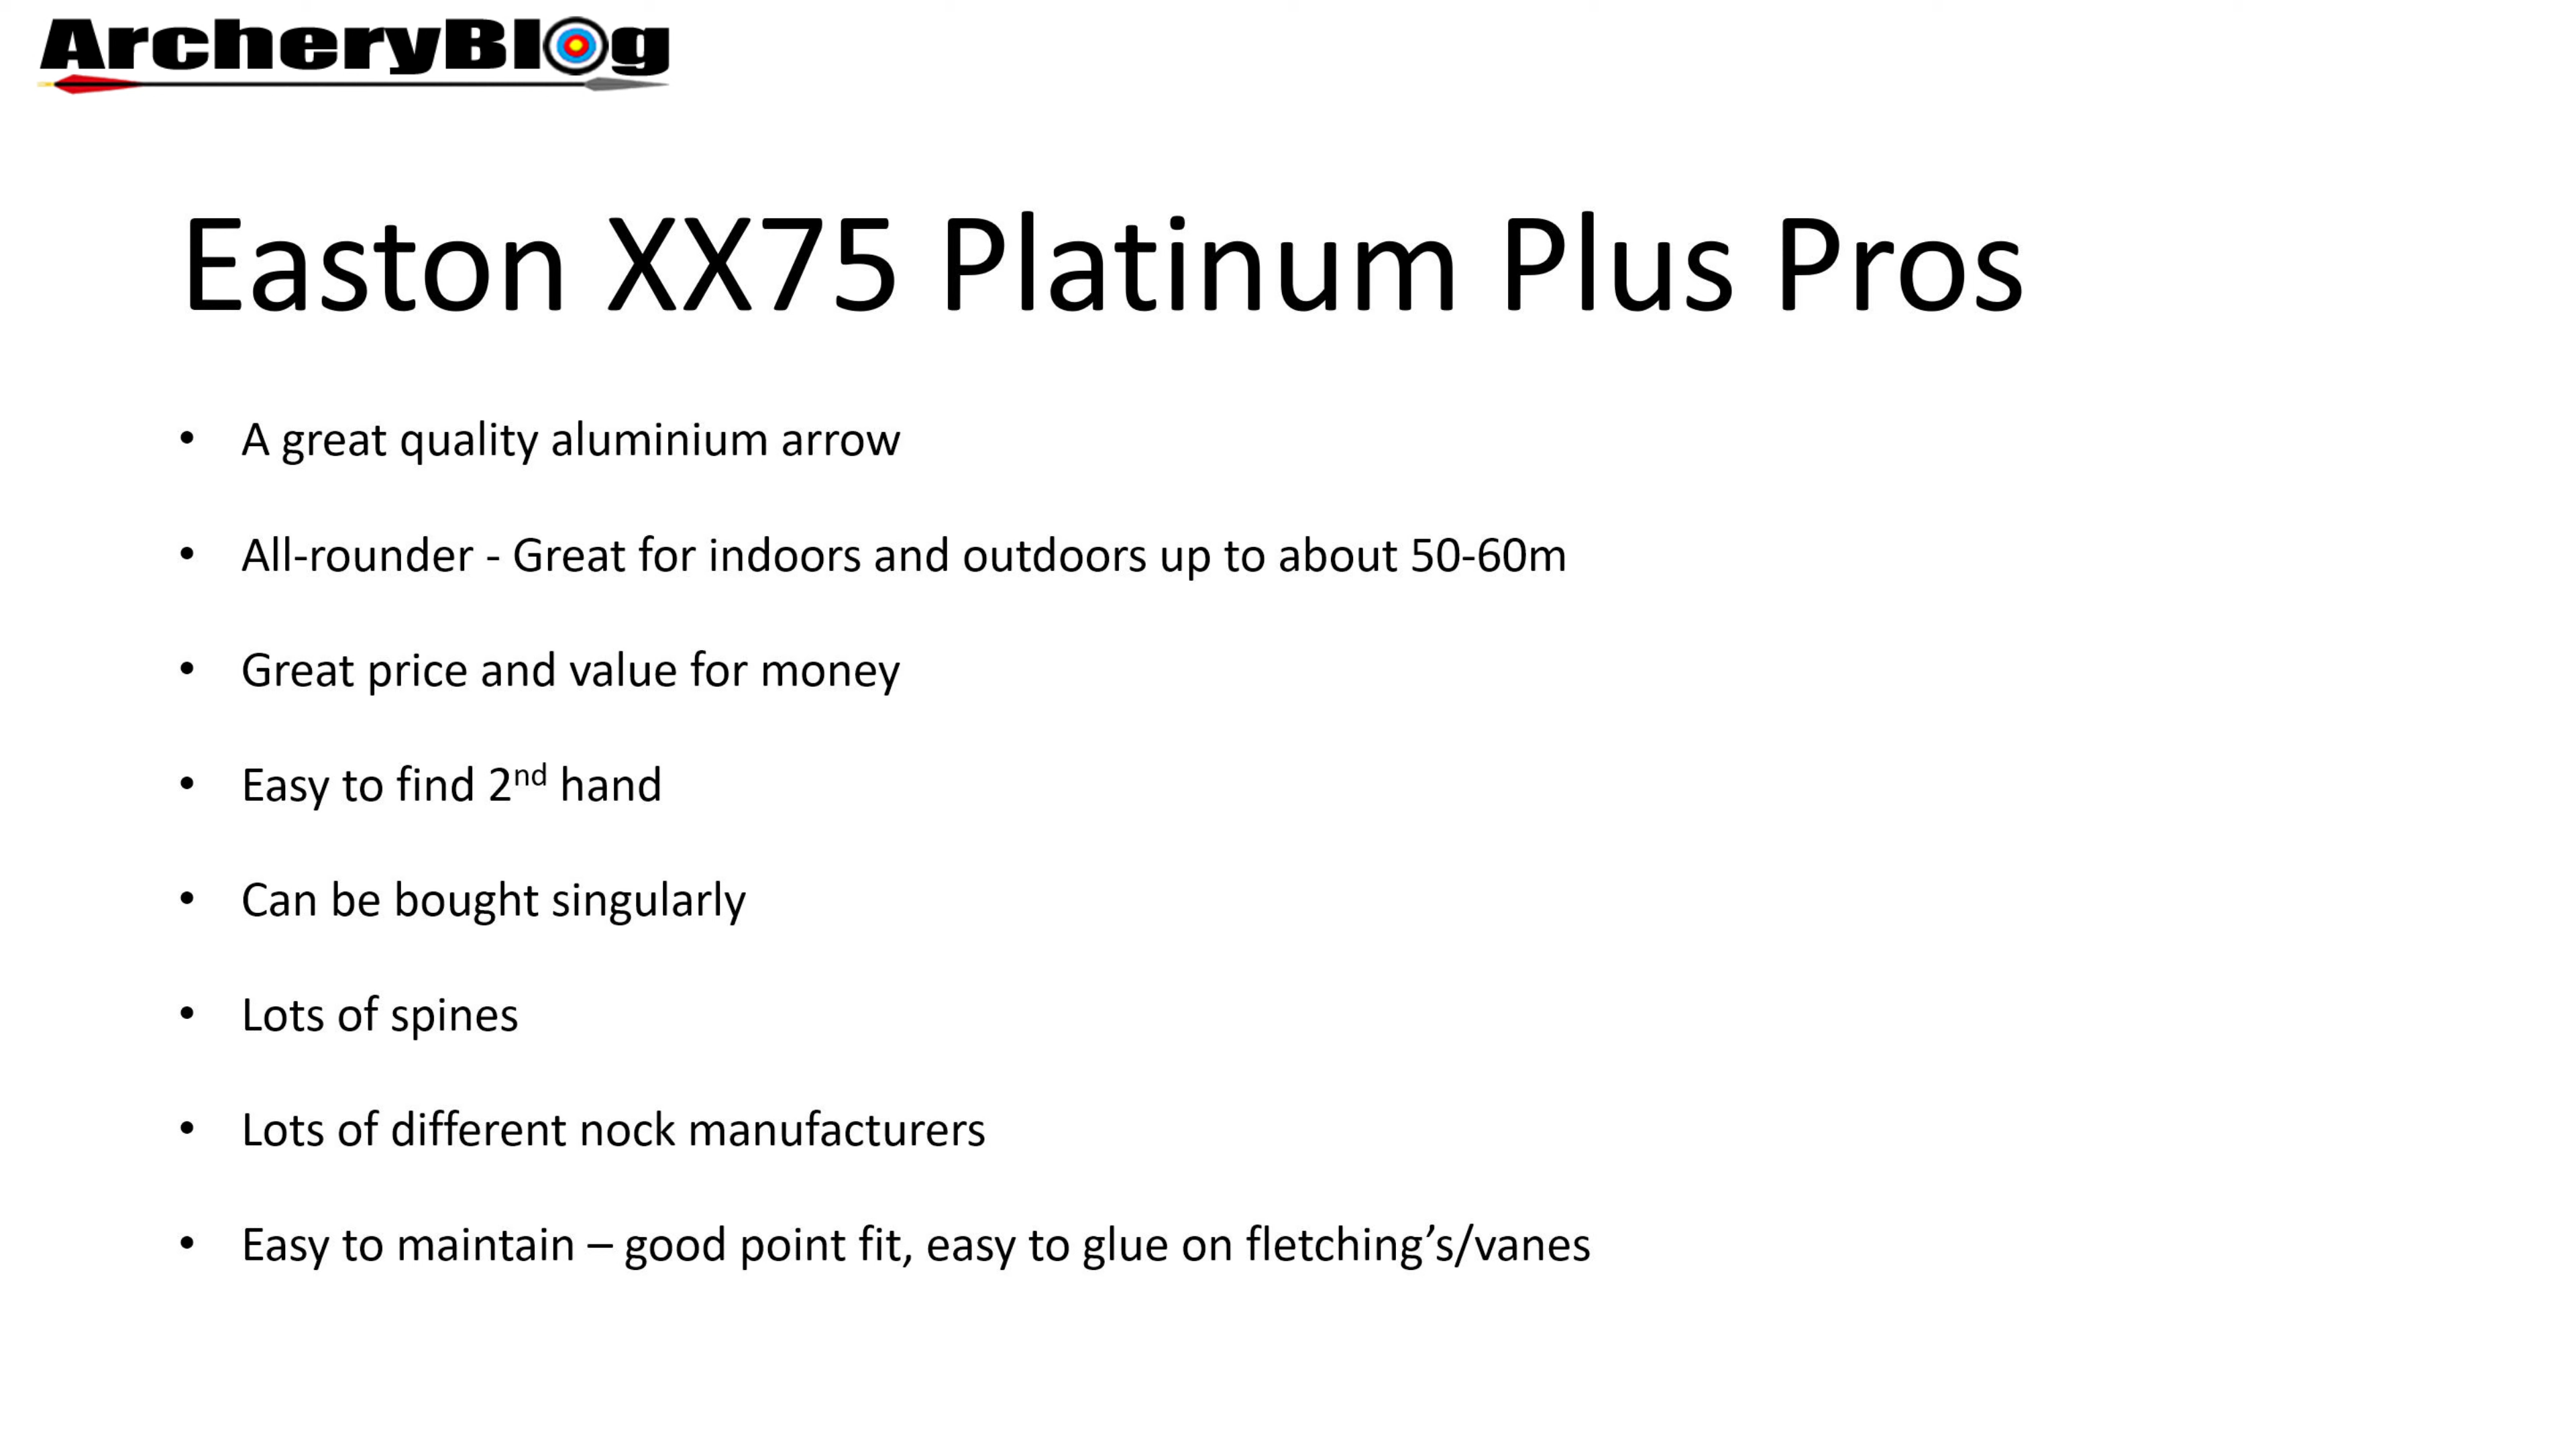 ArcheryBlog
Easton XX75 Platinum Plus Pros
• A great quality aluminium arrow
• All-rounder - Great for indoors and outdoors up to about 50-60m
• Great price and value for money
• Easy to find 2nd hand
• Can be bought singularly
• Lots of spines
• Lots of different nock manufacturers
• Easy to maintain – good point fit, easy to glue on fletching’s/vanes